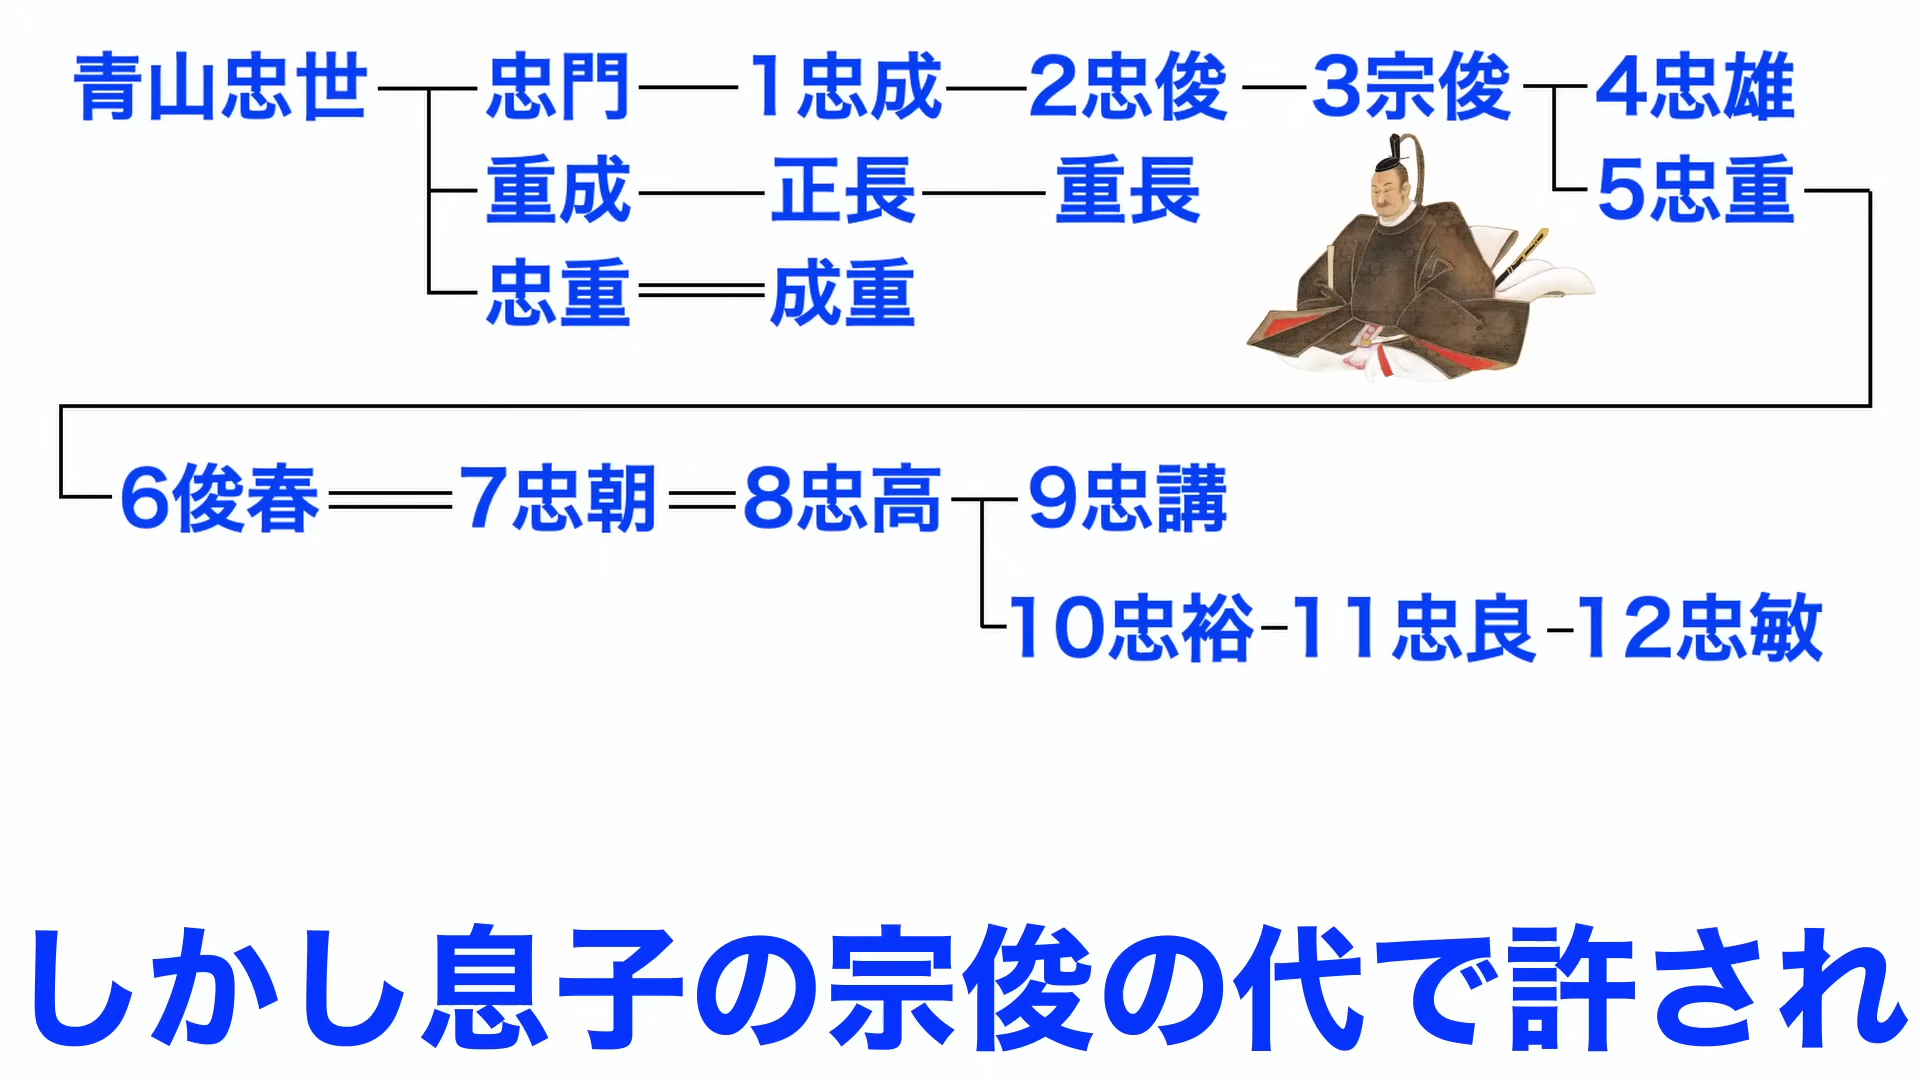 青山忠世 忠門 1忠成 2忠俊 3宗俊 4忠雄
重成 正長 重長 5忠重
忠重 成重
6俊春 7忠朝 8忠高 9忠講
10忠裕 11忠良 12忠敏
しかし息子の宗俊の代で許され